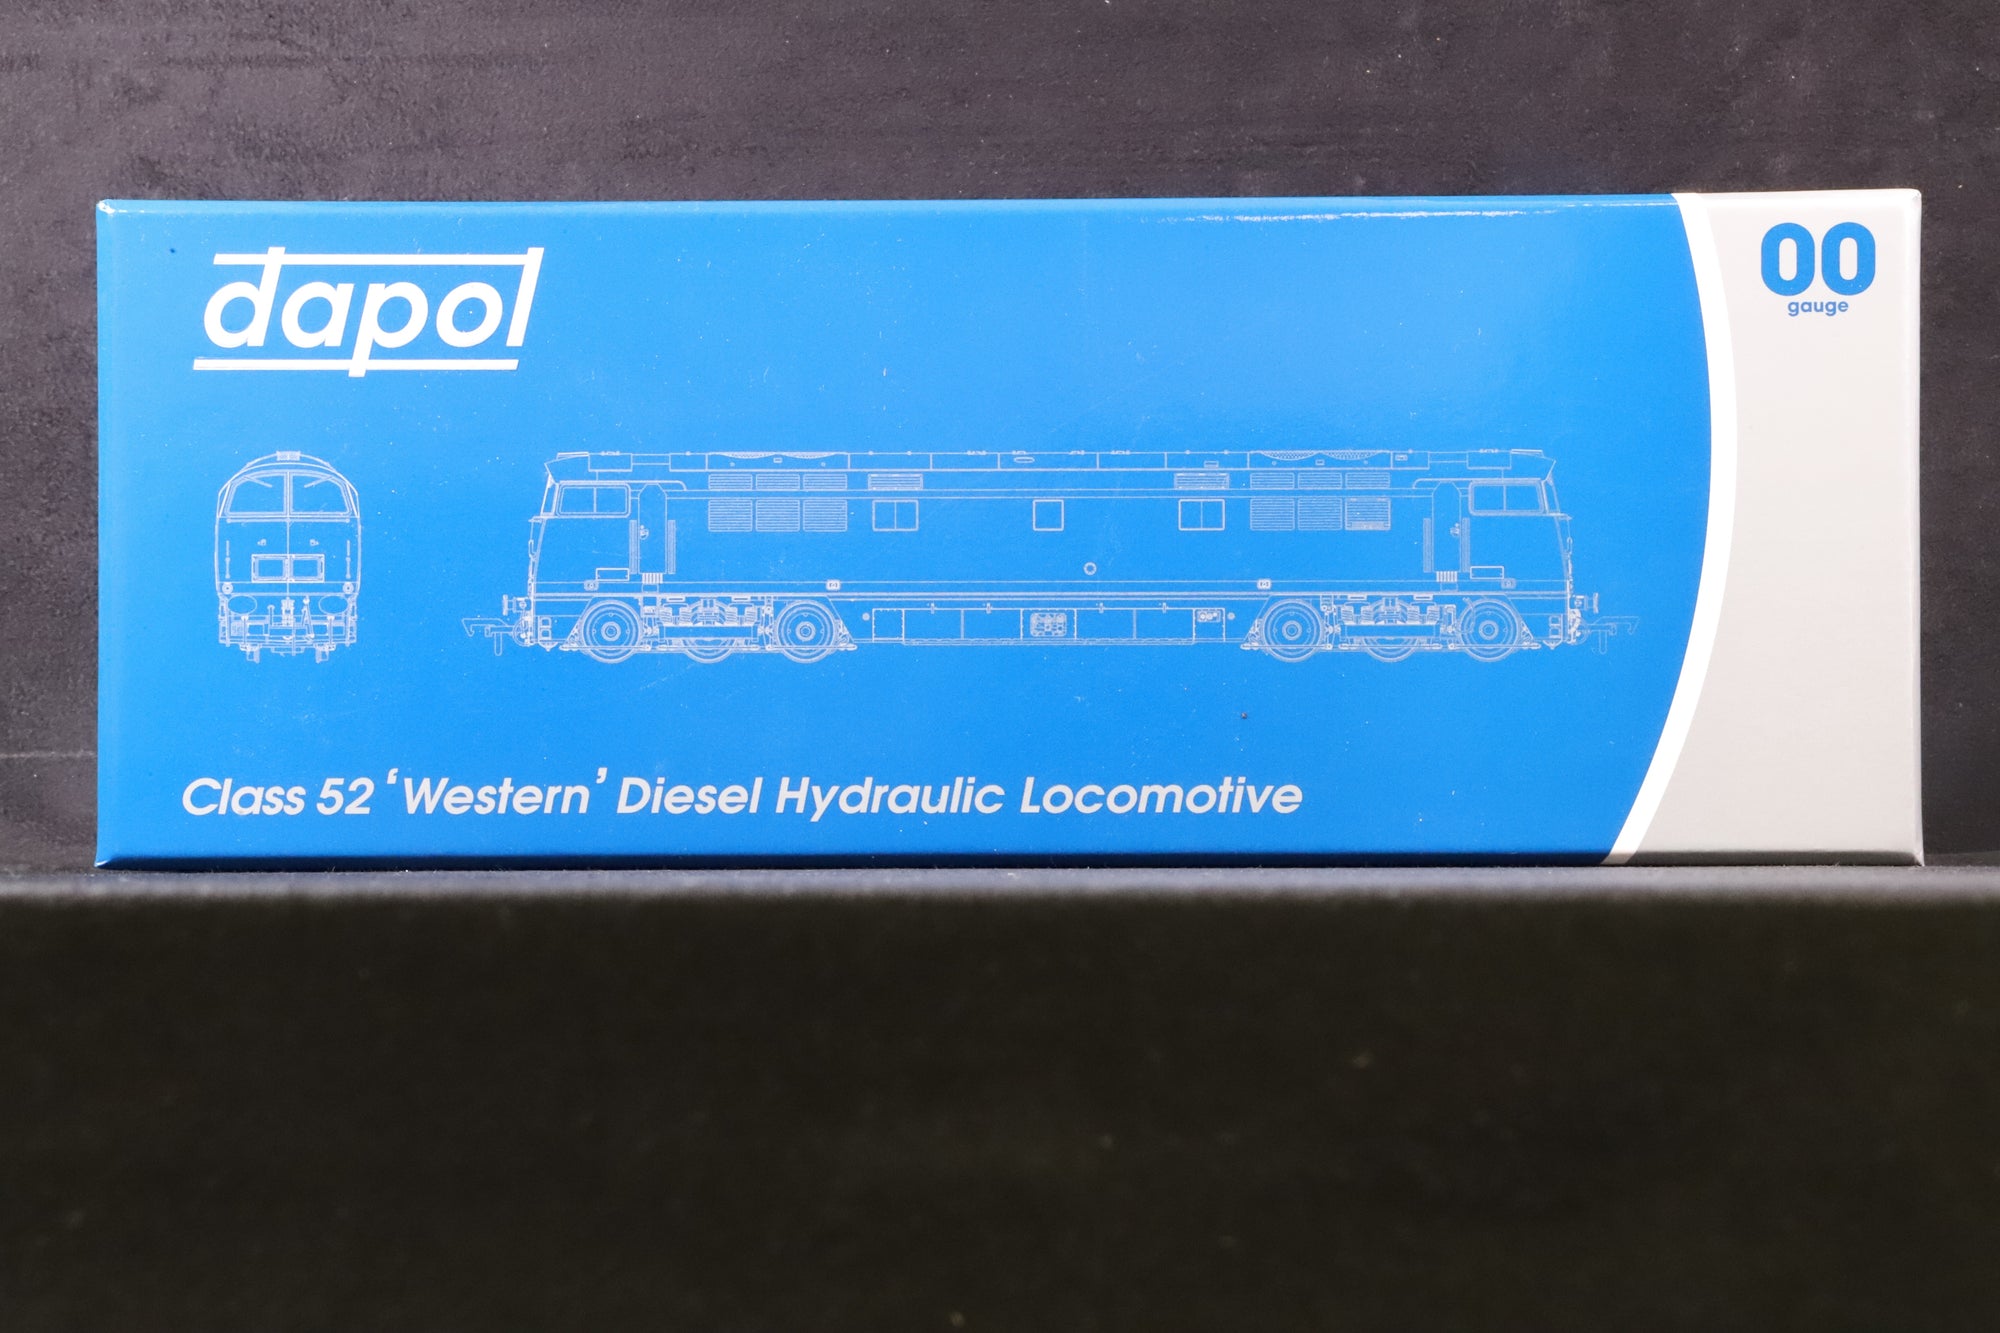 dapol
00
gauge
Class 52 ‘Western’ Diesel Hydraulic Locomotive